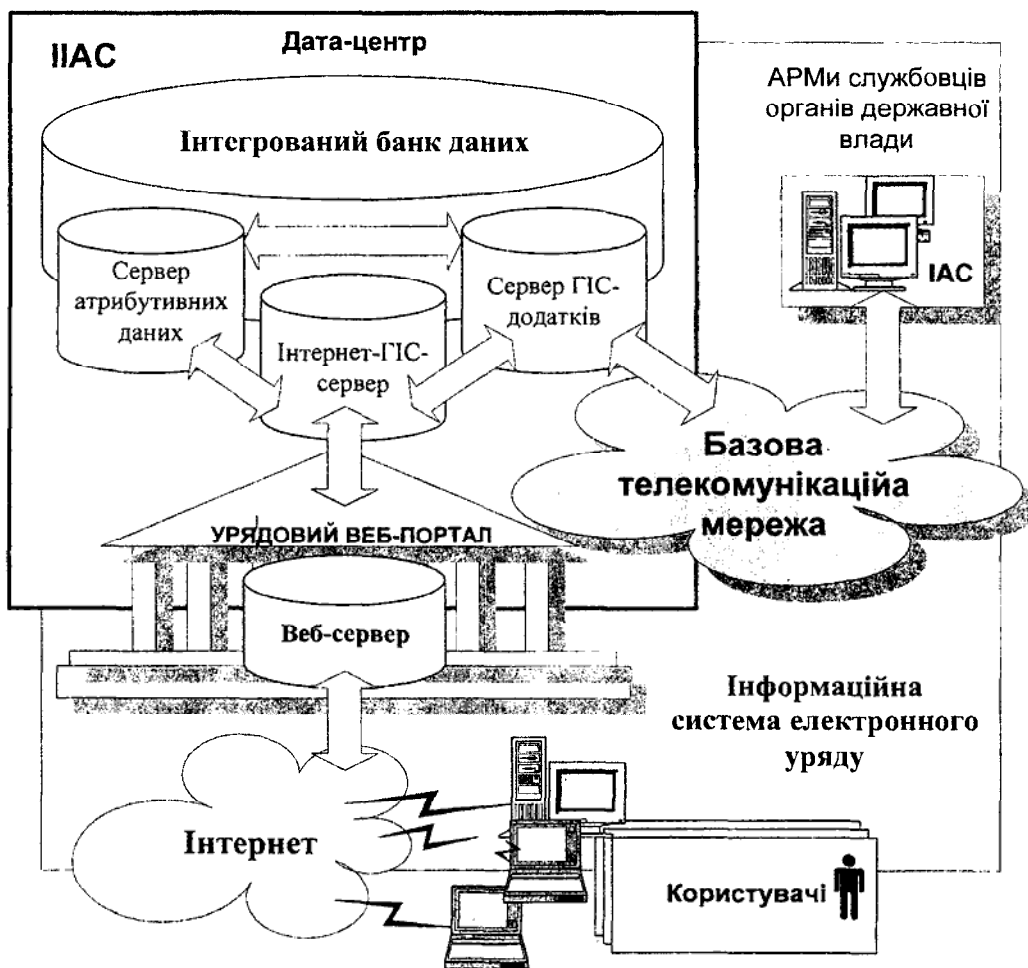 ІІАС
Дата-центр
АРМи службовців
органів державної
влади
Інтегрований банк даних
ІАС
Сервер
атрибутивних
даних
Сервер ГІС-
додатків
Інтернет-ГІС-
сервер
Базова
телекомунікаційа
мережа
УРЯДОВИЙ ВЕБ-ПОРТАЛ
Веб-сервер
Інформаційна
система електронного
уряду
Інтернет
Користувачі